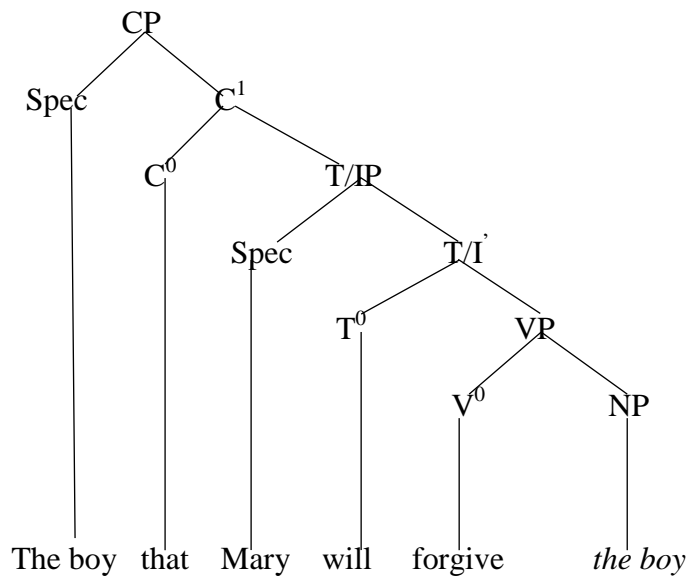 CP
Spec C¹
C⁰ T/IP
Spec T/I’
T⁰ VP
V⁰ NP
The boy that Mary will forgive the boy